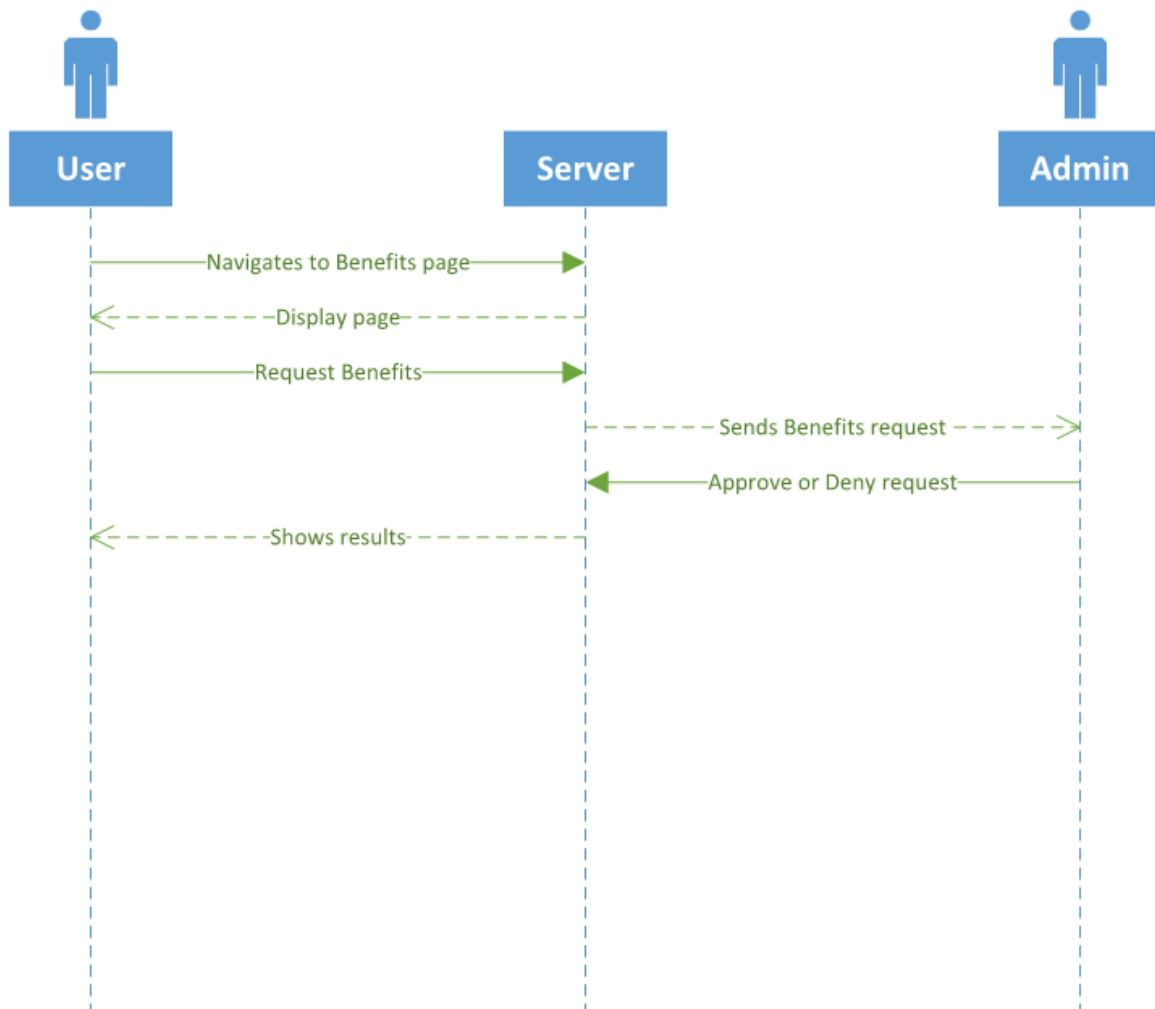 User
Server
Admin
Navigates to Benefits page
Display page
Request Benefits
Sends Benefits request
Approve or Deny request
Shows results